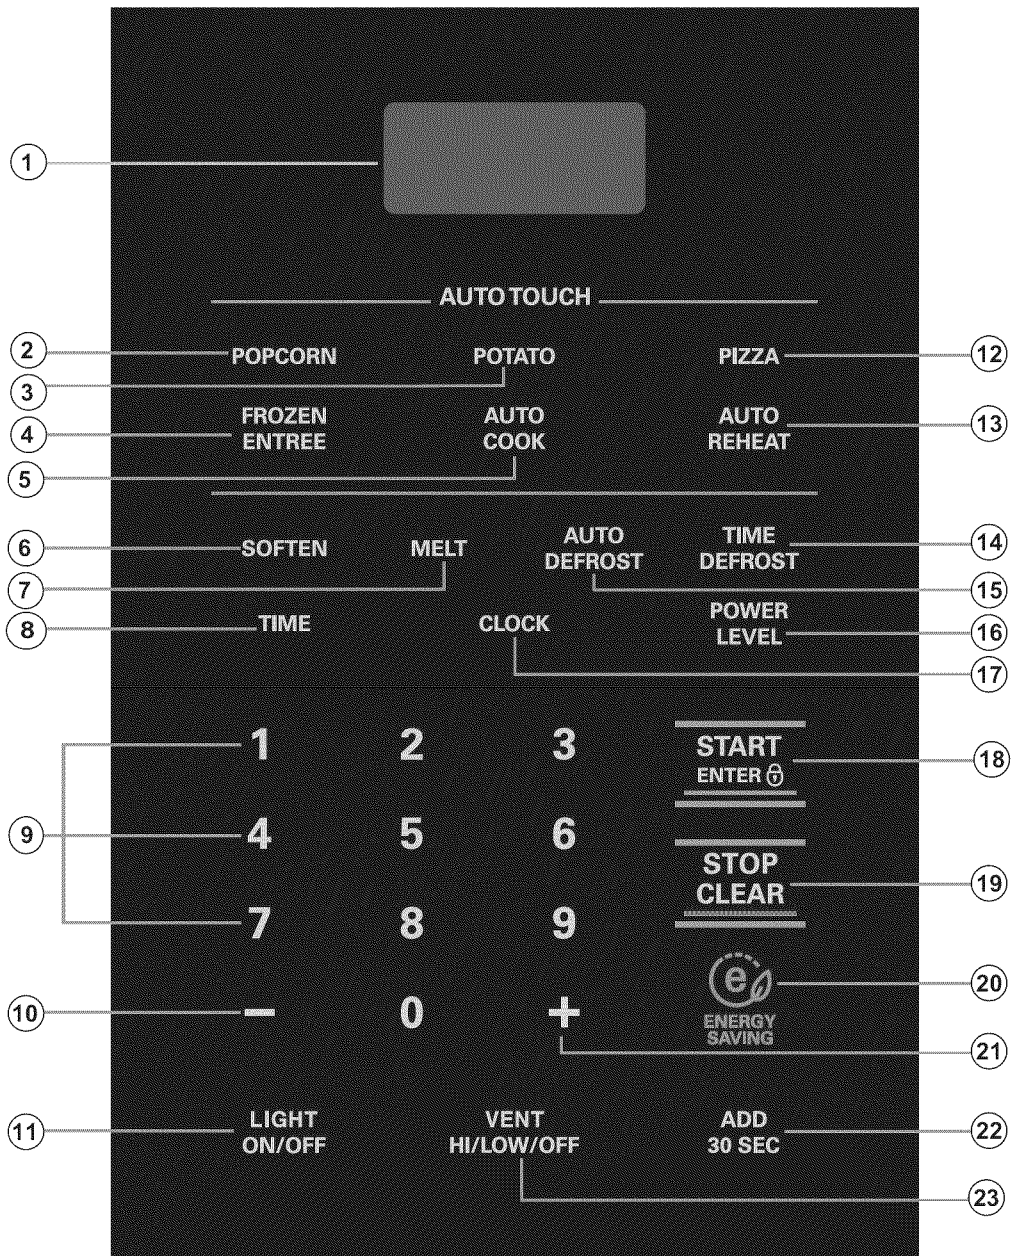 1
AUTO TOUCH
2 POPCORN POTATO PIZZA 12
3
4 FROZEN ENTREE AUTO COOK AUTO REHEAT 13
5
6 SOFTEN MELT AUTO DEFROST TIME DEFROST 14
7 15
8 TIME CLOCK POWER LEVEL 16
17
1 2 3 START ENTER 18
9 4 5 6
STOP CLEAR 19
7 8 9
e 20
10 - 0 + ENERGY SAVING
21
11 LIGHT ON/OFF VENT HI/LOW/OFF ADD 30 SEC 22
23